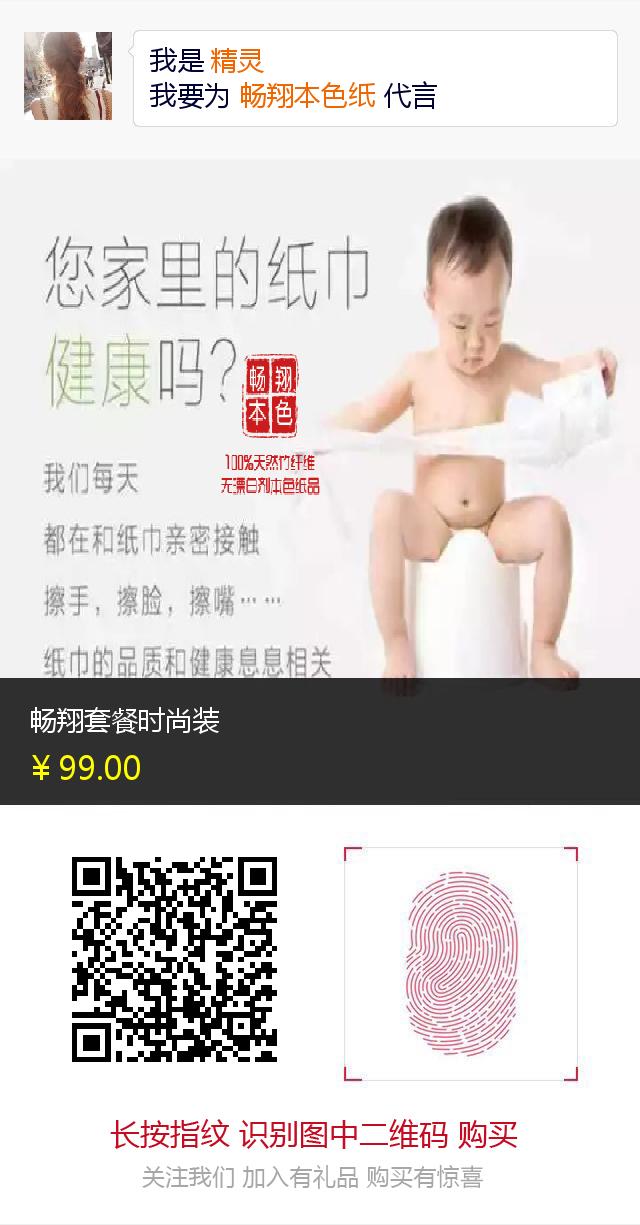 我是 精灵
我要为 畅翔本色纸 代言
您家里的纸巾
健康吗?
畅翔
本色
100%天然竹纤维
无漂白剂本色纸品
我们每天
都在和纸巾亲密接触
擦手，擦脸，擦嘴……
纸巾的品质和健康息息相关
畅翔套餐时尚装
¥ 99.00
长按指纹 识别图中二维码 购买
关注我们 加入有礼品 购买有惊喜